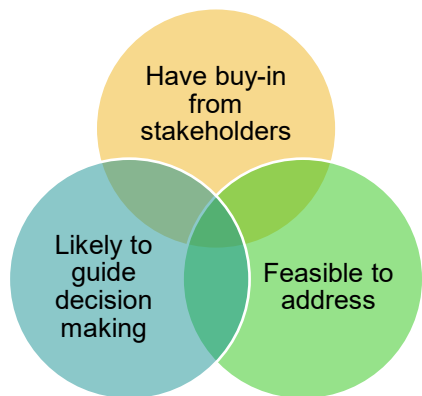 Have buy-in
from
stakeholders
Likely to
guide
decision
making
Feasible to
address